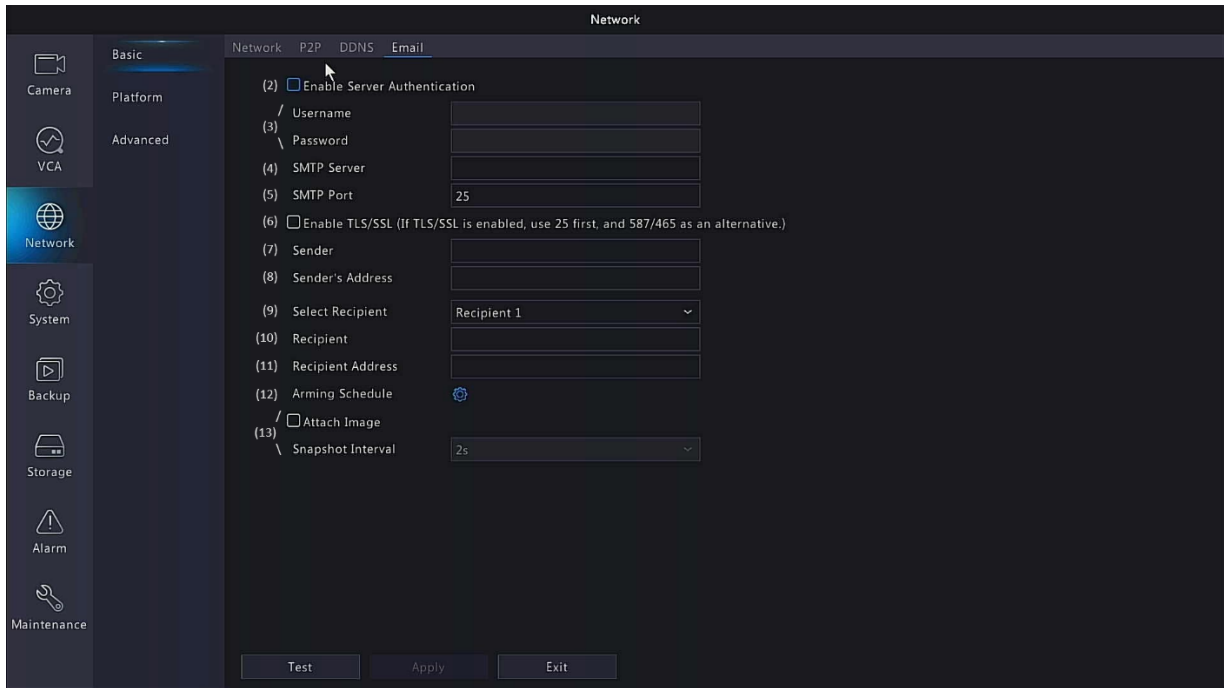 Network
Camera
VCA
Network
System
Backup
Storage
Alarm
Maintenance
Basic
Platform
Advanced
Network P2P DDNS Email
(2) Enable Server Authentication
(3) Username
Password
(4) SMTP Server
(5) SMTP Port 25
(6) Enable TLS/SSL (If TLS/SSL is enabled, use 25 first, and 587/465 as an alternative.)
(7) Sender
(8) Sender's Address
(9) Select Recipient Recipient 1
(10) Recipient
(11) Recipient Address
(12) Arming Schedule
(13) Attach Image
Snapshot Interval 2s
Test Apply Exit